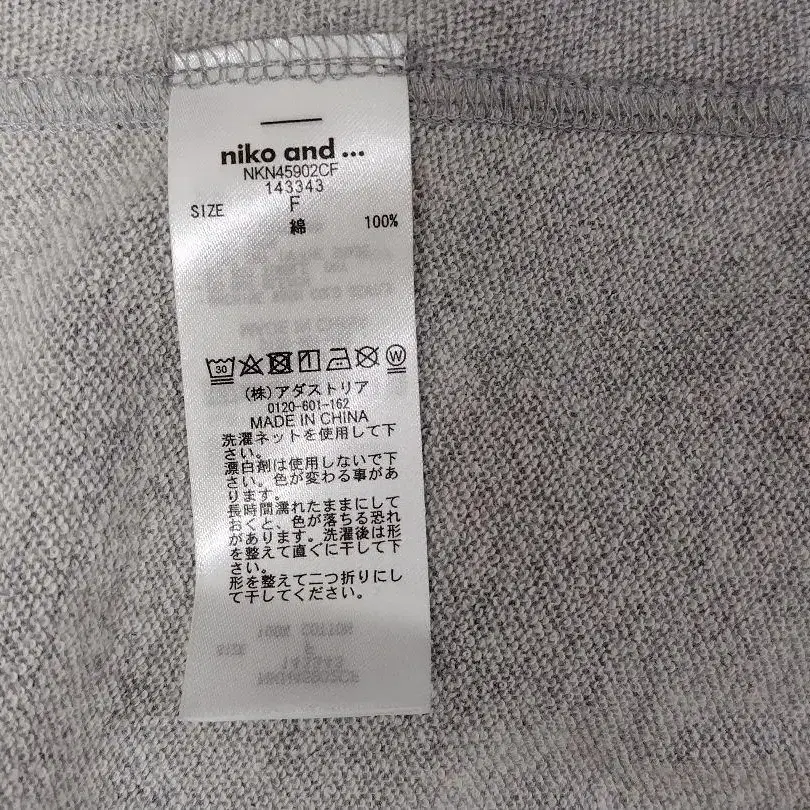 niko and ...
NKN45902CF
143343
SIZE F
綿 100%
30
W
(株)アダストリア
0120-601-162
MADE IN CHINA
洗濯ネットを使用して下
さい。
漂白剤は使用しないで下
さい。色が変わる事があ
ります。
長時間濡れたままにして
おくと、色が落ちる恐れ
があります。洗濯後は形
を整えて直ぐに干して下
さい。
形を整えて二つ折りにし
て干してください。